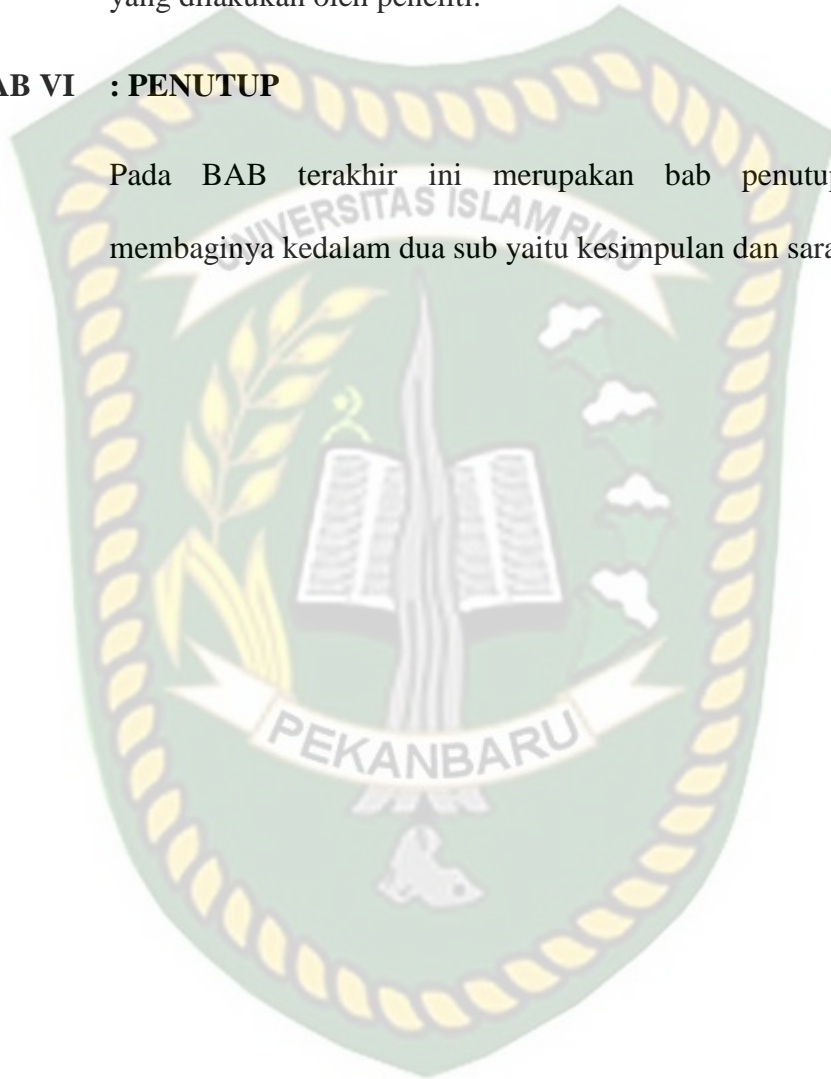 yang dilakukan oleh peneliti.
AB VI : PENUTUP
Pada BAB terakhir ini merupakan bab penutup
UNIVERSITAS ISLAM RIAU
membaginya kedalam dua sub yaitu kesimpulan dan sara
PEKANBARU